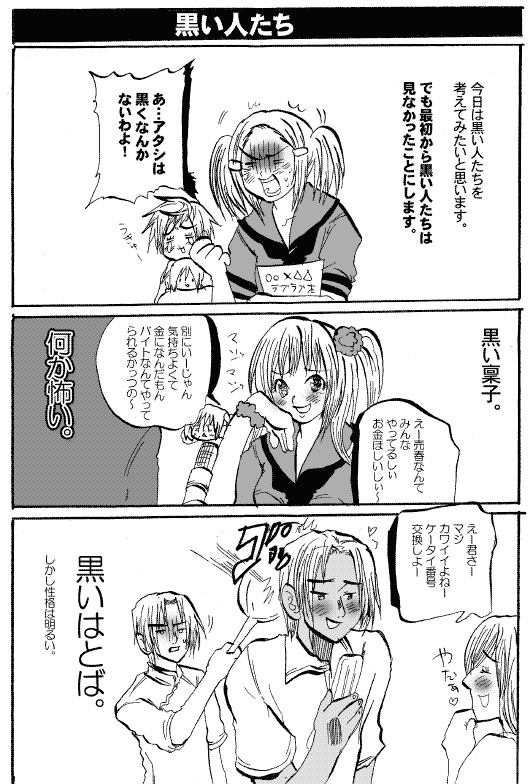 黒い人たち
今日は黒い人たちを
考えてみたいと思います。
でも最初から黒い人たちは
見なかったことにします。
あ…アタシは
黒くなんか
ないわよ!
○○×△△
黒い稟子。
えー売春なんて
みんな
やってるしぃ
お金ほしいしぃ~
マジマジ
別にいーじゃん
気持ちよくて
金になんだもん
バイトなんてやって
られるかっつの~
何か怖い。
えー君さー
マジ
カワイイよねー
ケータイ番号
交換しよー
やだぁ♡
黒いはとば。
しかし性格は明るい。